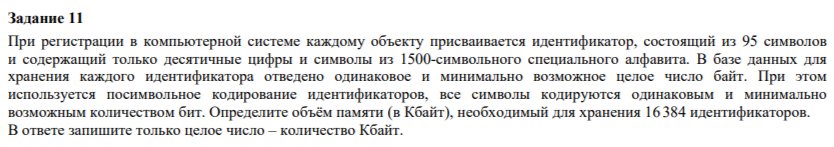 Задание 11
При регистрации в компьютерной системе каждому объекту присваивается идентификатор, состоящий из 95 символов
и содержащий только десятичные цифры и символы из 1500-символьного специального алфавита. В базе данных для
хранения каждого идентификатора отведено одинаковое и минимально возможное целое число байт. При этом
используется посимвольное кодирование идентификаторов, все символы кодируются одинаковым и минимально
возможным количеством бит. Определите объём памяти (в Кбайт), необходимый для хранения 16 384 идентификаторов.
В ответе запишите только целое число – количество Кбайт.